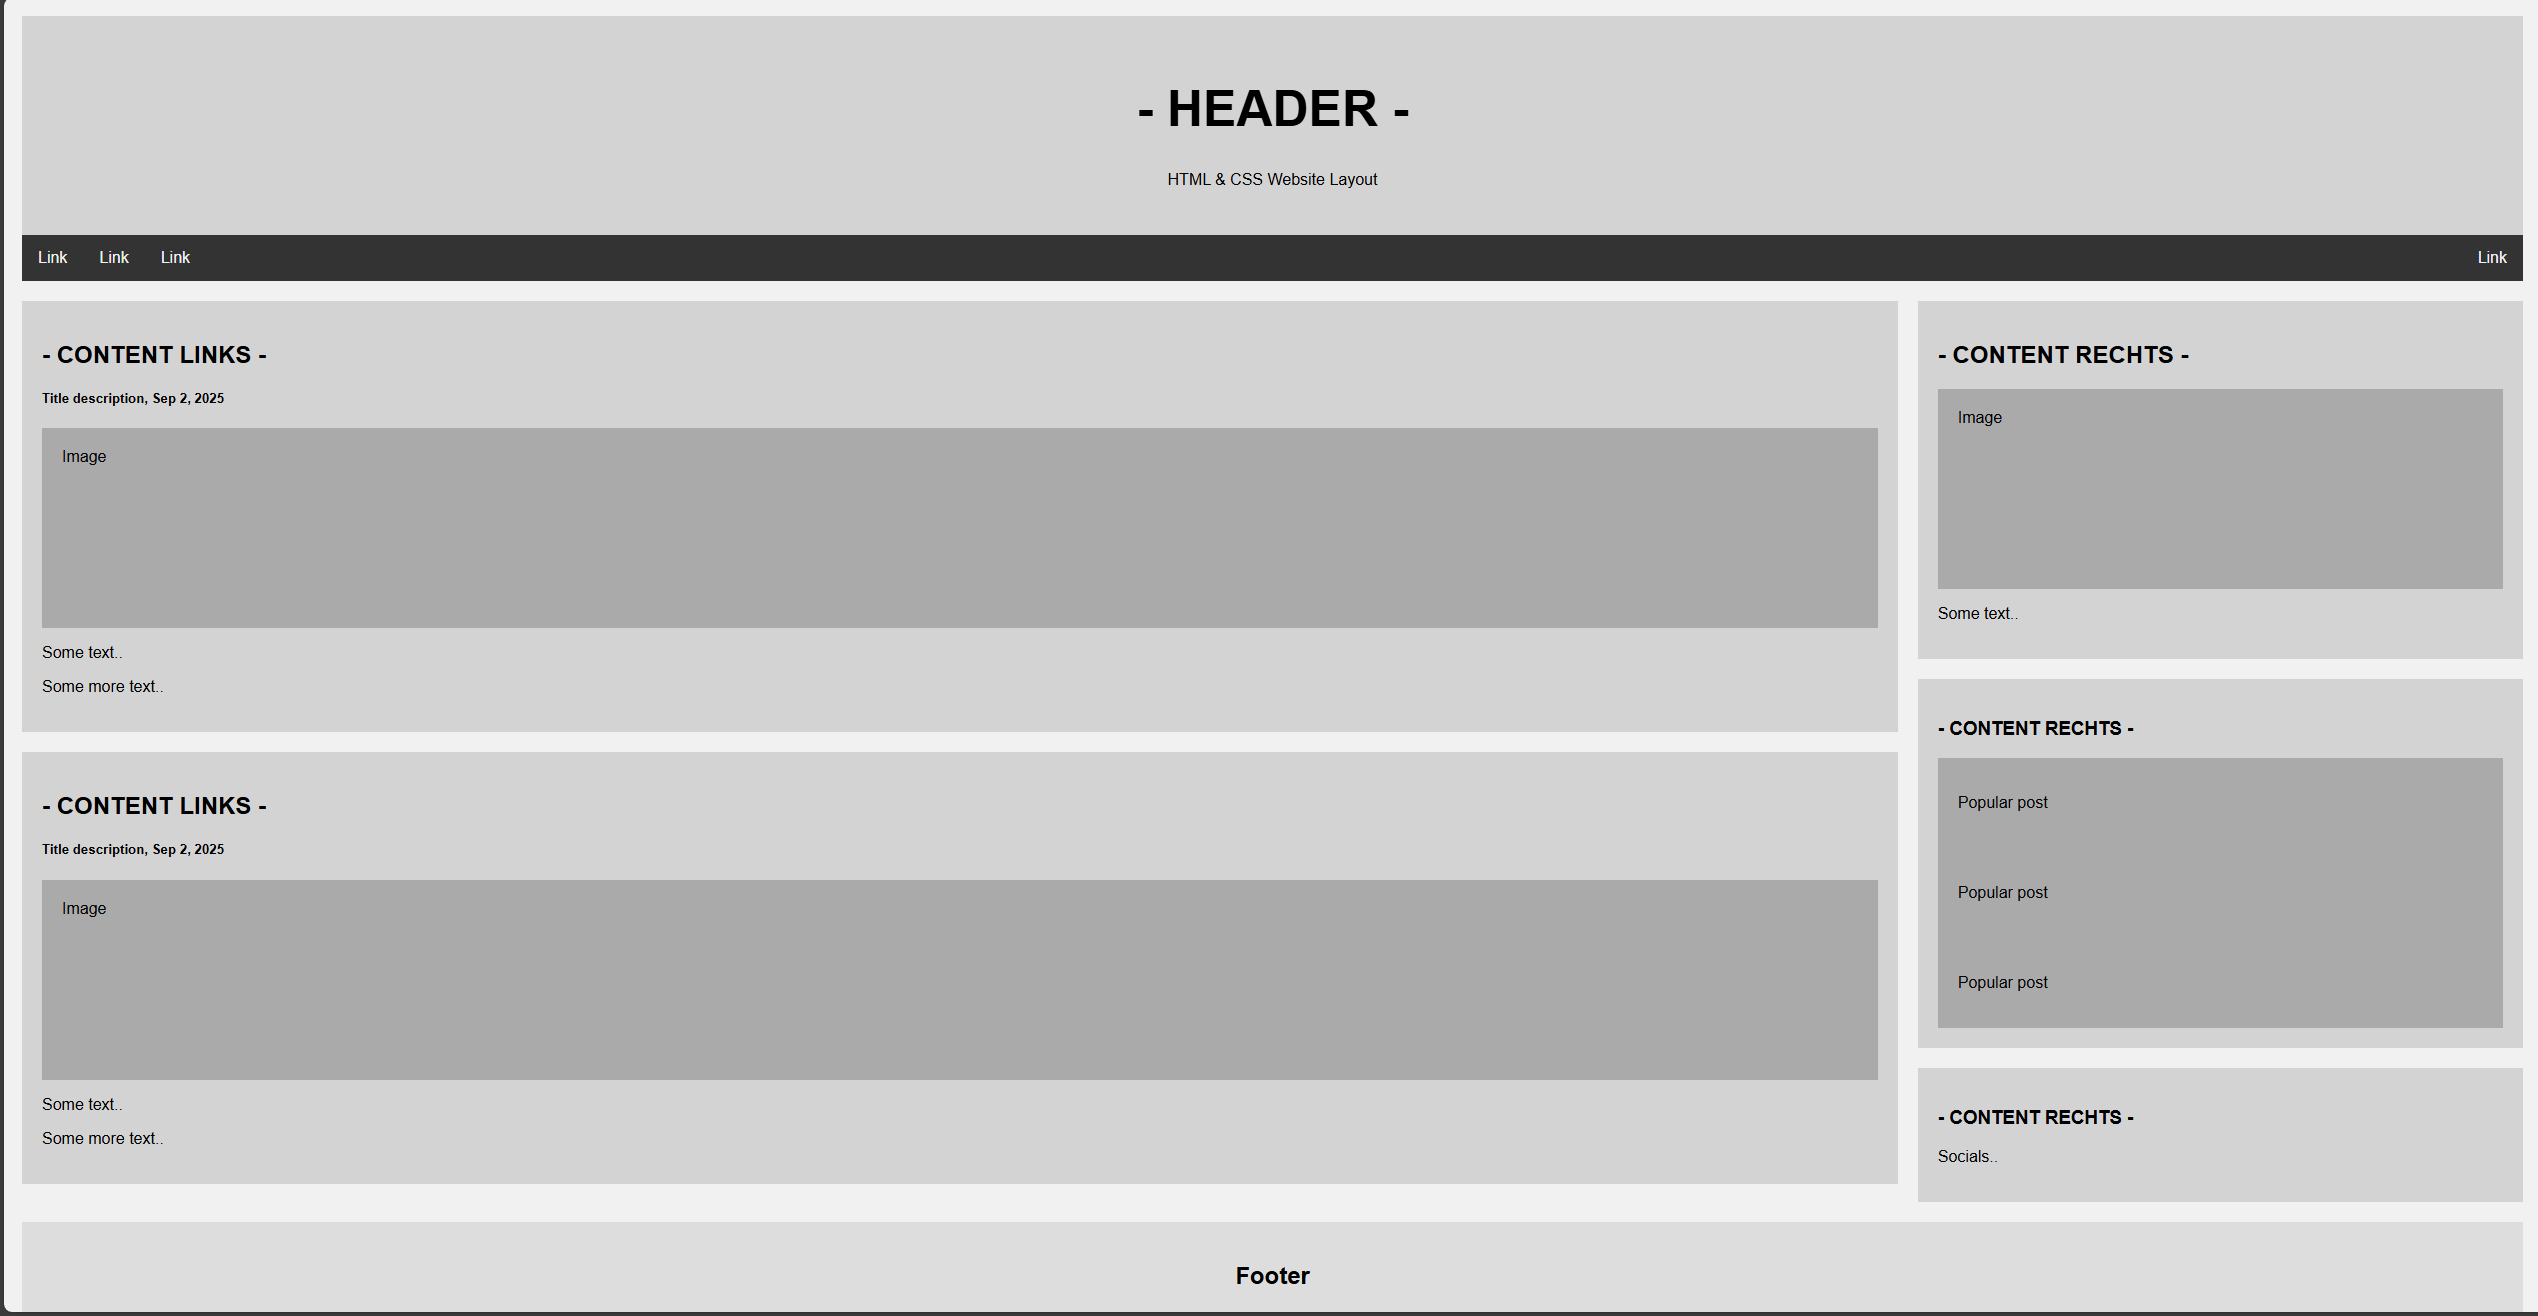 - HEADER -
HTML & CSS Website Layout
Link Link Link Link
- CONTENT LINKS -
Title description, Sep 2, 2025
Image
Some text..
Some more text..
- CONTENT LINKS -
Title description, Sep 2, 2025
Image
Some text..
Some more text..
- CONTENT RECHTS -
Image
Some text..
- CONTENT RECHTS -
Popular post
Popular post
Popular post
- CONTENT RECHTS -
Socials..
Footer